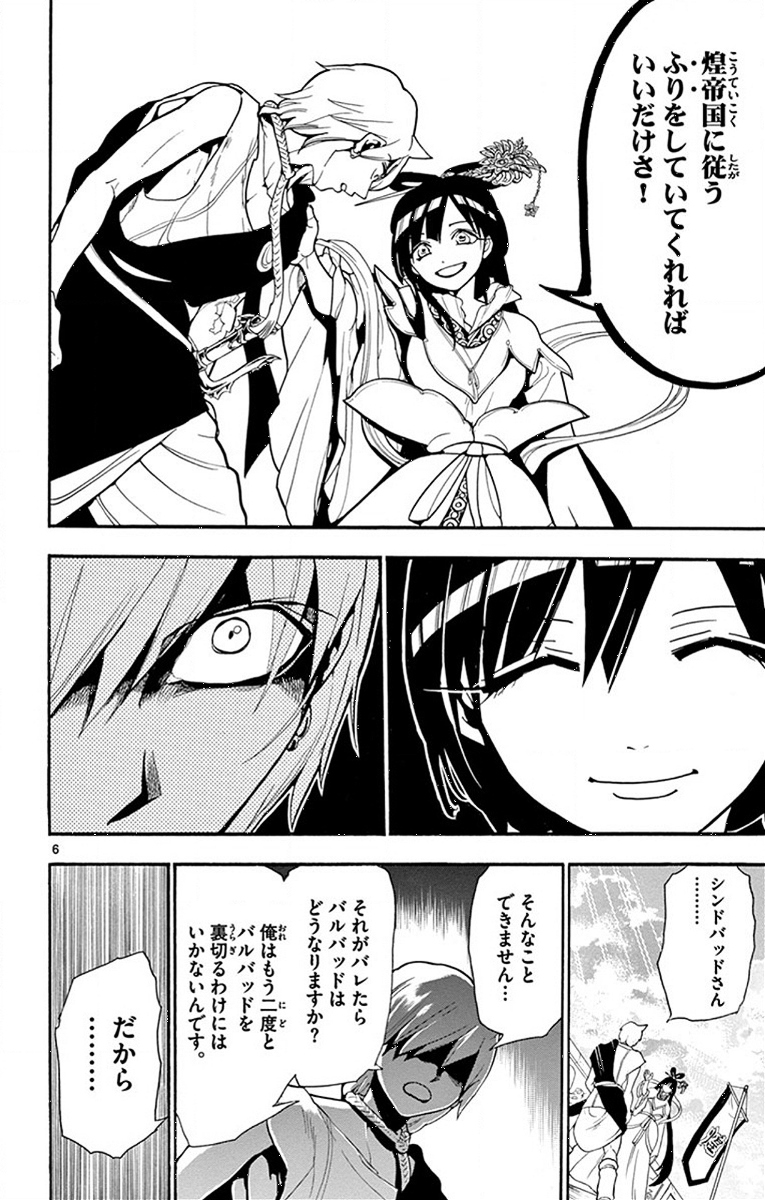 煌帝国に従う
ふりをしていてくれれば
いいだけさ！
シンドバッドさん
………
そんなこと
できません…
それがバレたら
バルバッドは
どうなりますか？
俺はもう二度と
バルバッドを
裏切るわけには
いかないんです。
だから
………
6